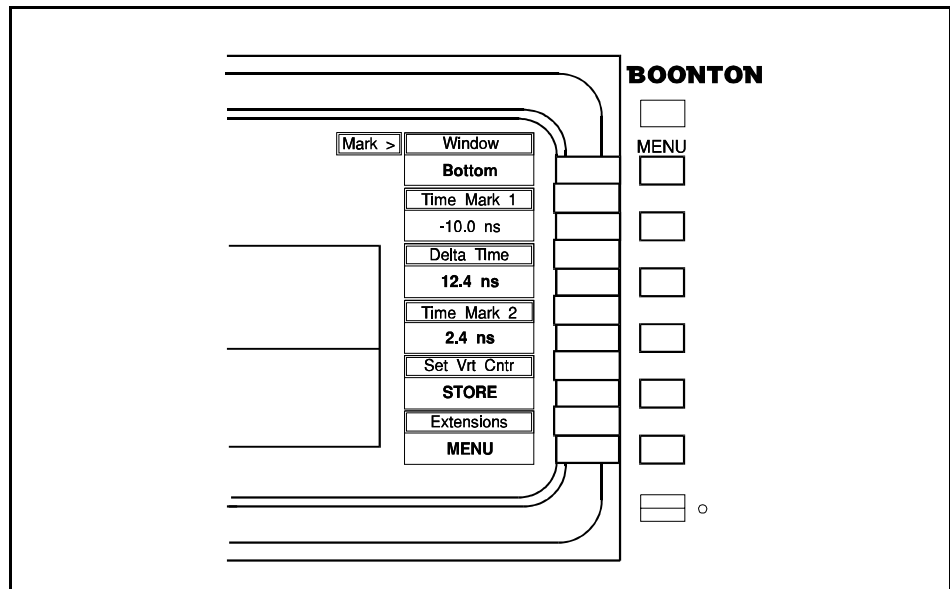 BOONTON
MENU
Mark >
Window
Bottom
Time Mark 1
-10.0 ns
Delta TIme
12.4 ns
Time Mark 2
2.4 ns
Set Vrt Cntr
STORE
Extensions
MENU